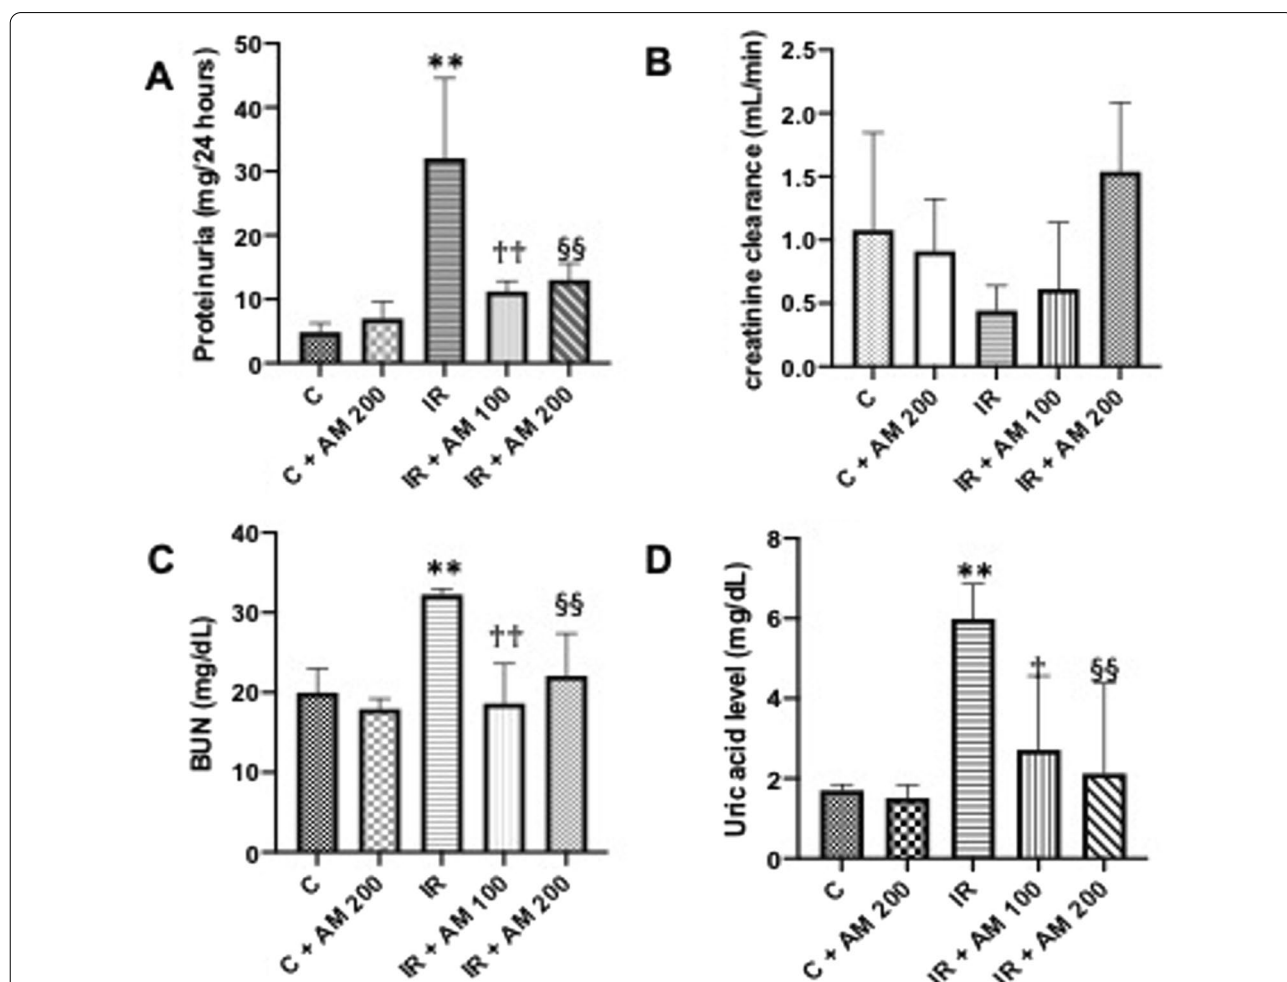 A
Proteinuria (mg/24 hours)
50
40
30
20
10
0
**
††
§§
C
C + AM 200
IR
IR + AM 100
IR + AM 200
B
creatinine clearance (mL/min)
2.5
2.0
1.5
1.0
0.5
0.0
C
C + AM 200
IR
IR + AM 100
IR + AM 200
C
BUN (mg/dL)
40
30
20
10
0
**
††
§§
C
C + AM 200
IR
IR + AM 100
IR + AM 200
D
Uric acid level (mg/dL)
8
6
4
2
0
**
†
§§
C
C + AM 200
IR
IR + AM 100
IR + AM 200